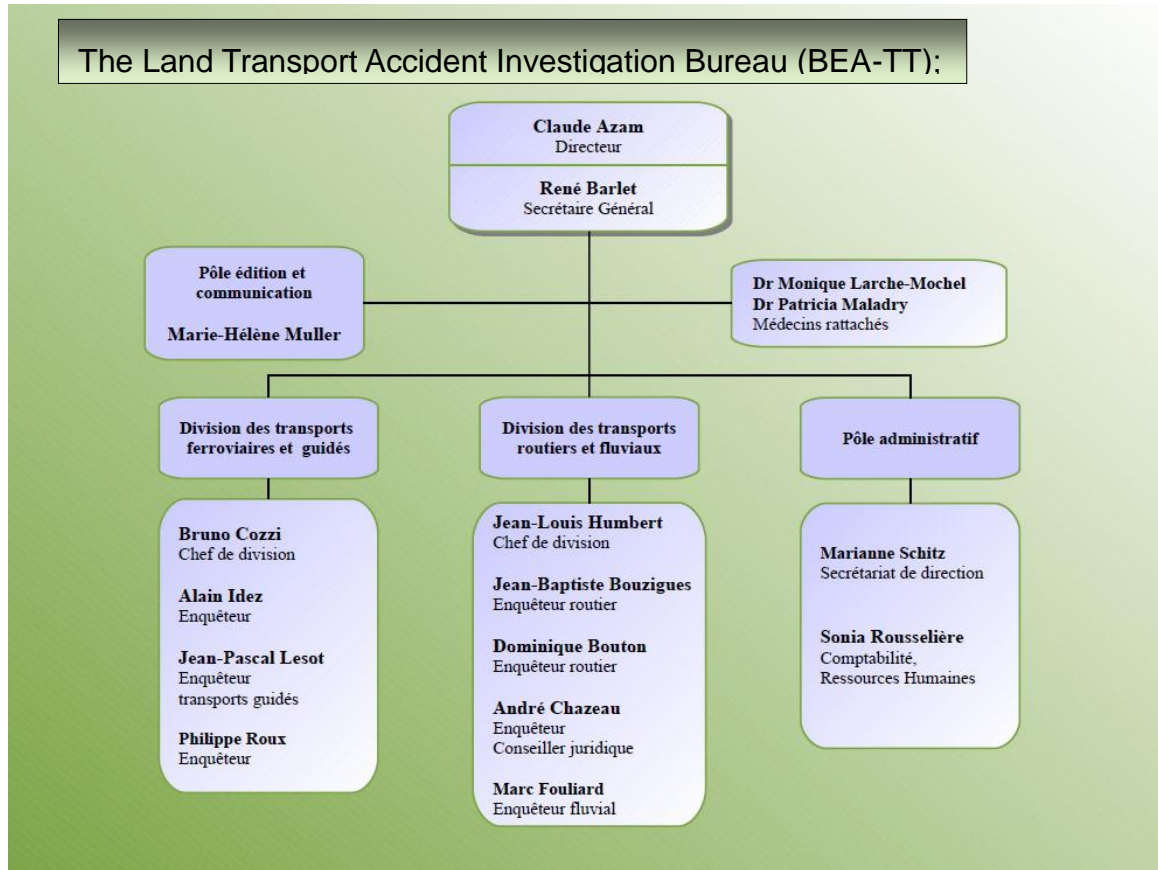 The Land Transport Accident Investigation Bureau (BEA-TT);
Claude Azam
Directeur
René Barlet
Secrétaire Général
Pôle édition et
communication
Marie-Hélène Muller
Dr Monique Larche-Mochel
Dr Patricia Maladry
Médecins rattachés
Division des transports
ferroviaires et guidés
Bruno Cozzi
Chef de division
Alain Idez
Enquêteur
Jean-Pascal Lesot
Enquêteur
transports guidés
Philippe Roux
Enquêteur
Division des transports
routiers et fluviaux
Jean-Louis Humbert
Chef de division
Jean-Baptiste Bouzigues
Enquêteur routier
Dominique Bouton
Enquêteur routier
André Chazeau
Enquêteur
Conseiller juridique
Marc Fouliard
Enquêteur fluvial
Pôle administratif
Marianne Schitz
Secrétariat de direction
Sonia Rousselière
Comptabilité,
Ressources Humaines